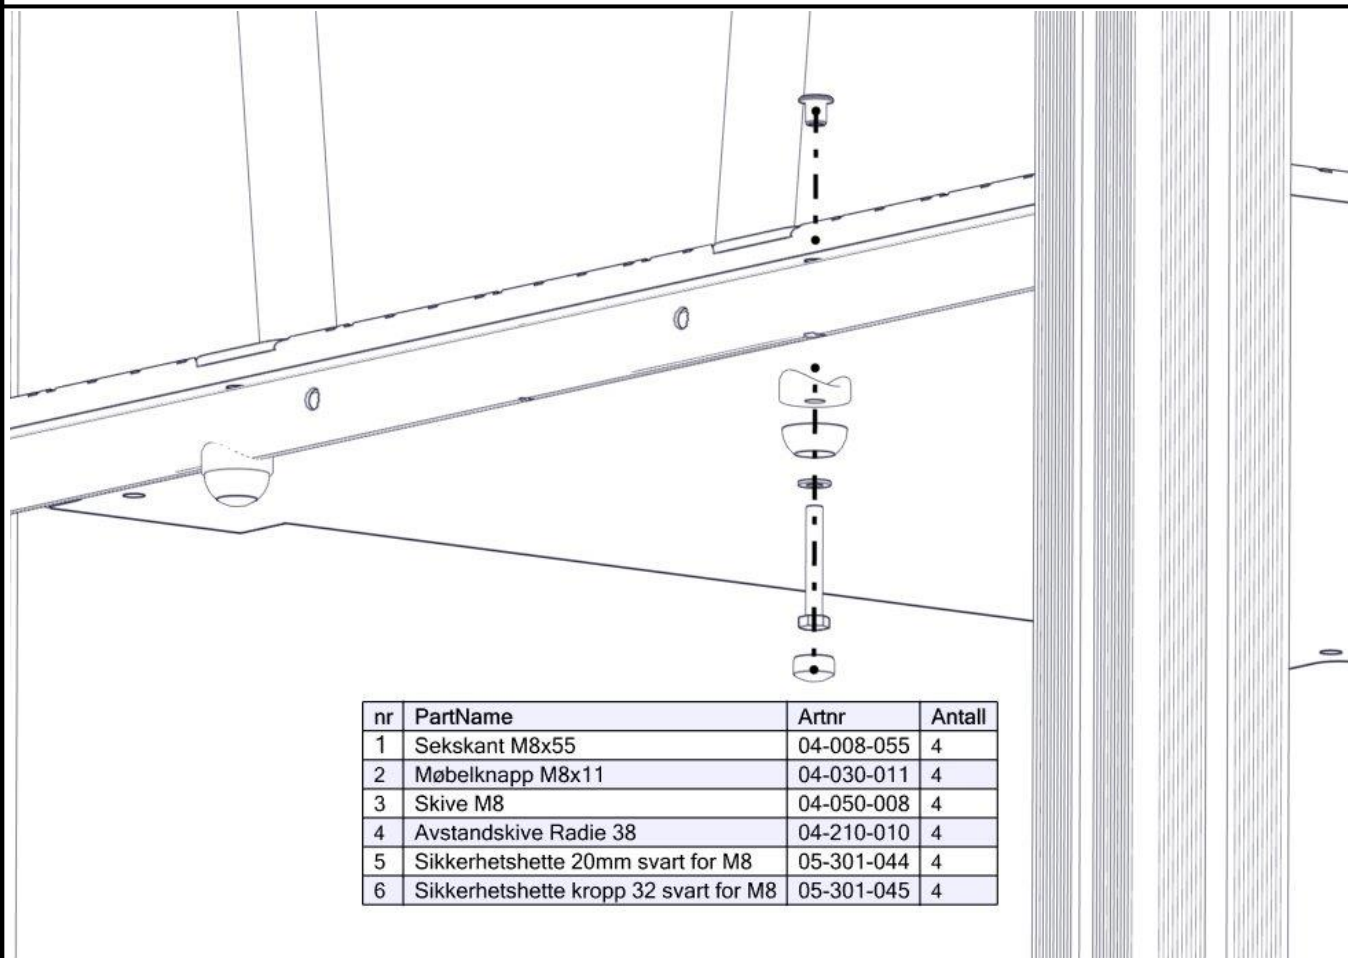 nr PartName Artnr Antall
1 Sekskant M8x55 04-008-055 4
2 Møbelknapp M8x11 04-030-011 4
3 Skive M8 04-050-008 4
4 Avstandskive Radie 38 04-210-010 4
5 Sikkerhetshette 20mm svart for M8 05-301-044 4
6 Sikkerhetshette kropp 32 svart for M8 05-301-045 4